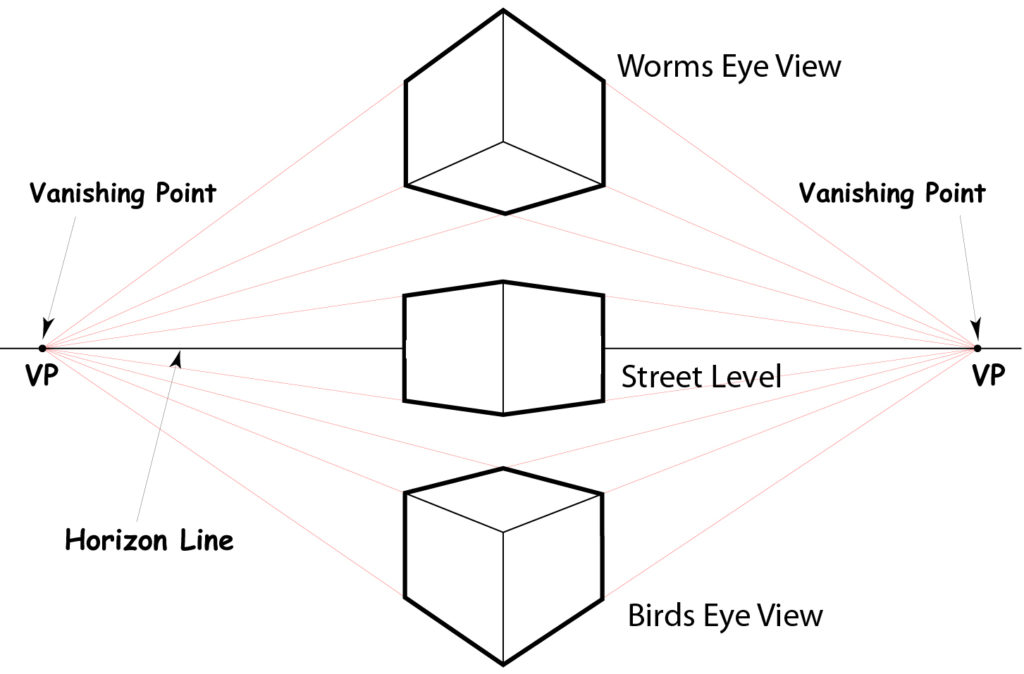 Worms Eye View
Vanishing Point
Vanishing Point
VP
Street Level
VP
Horizon Line
Birds Eye View